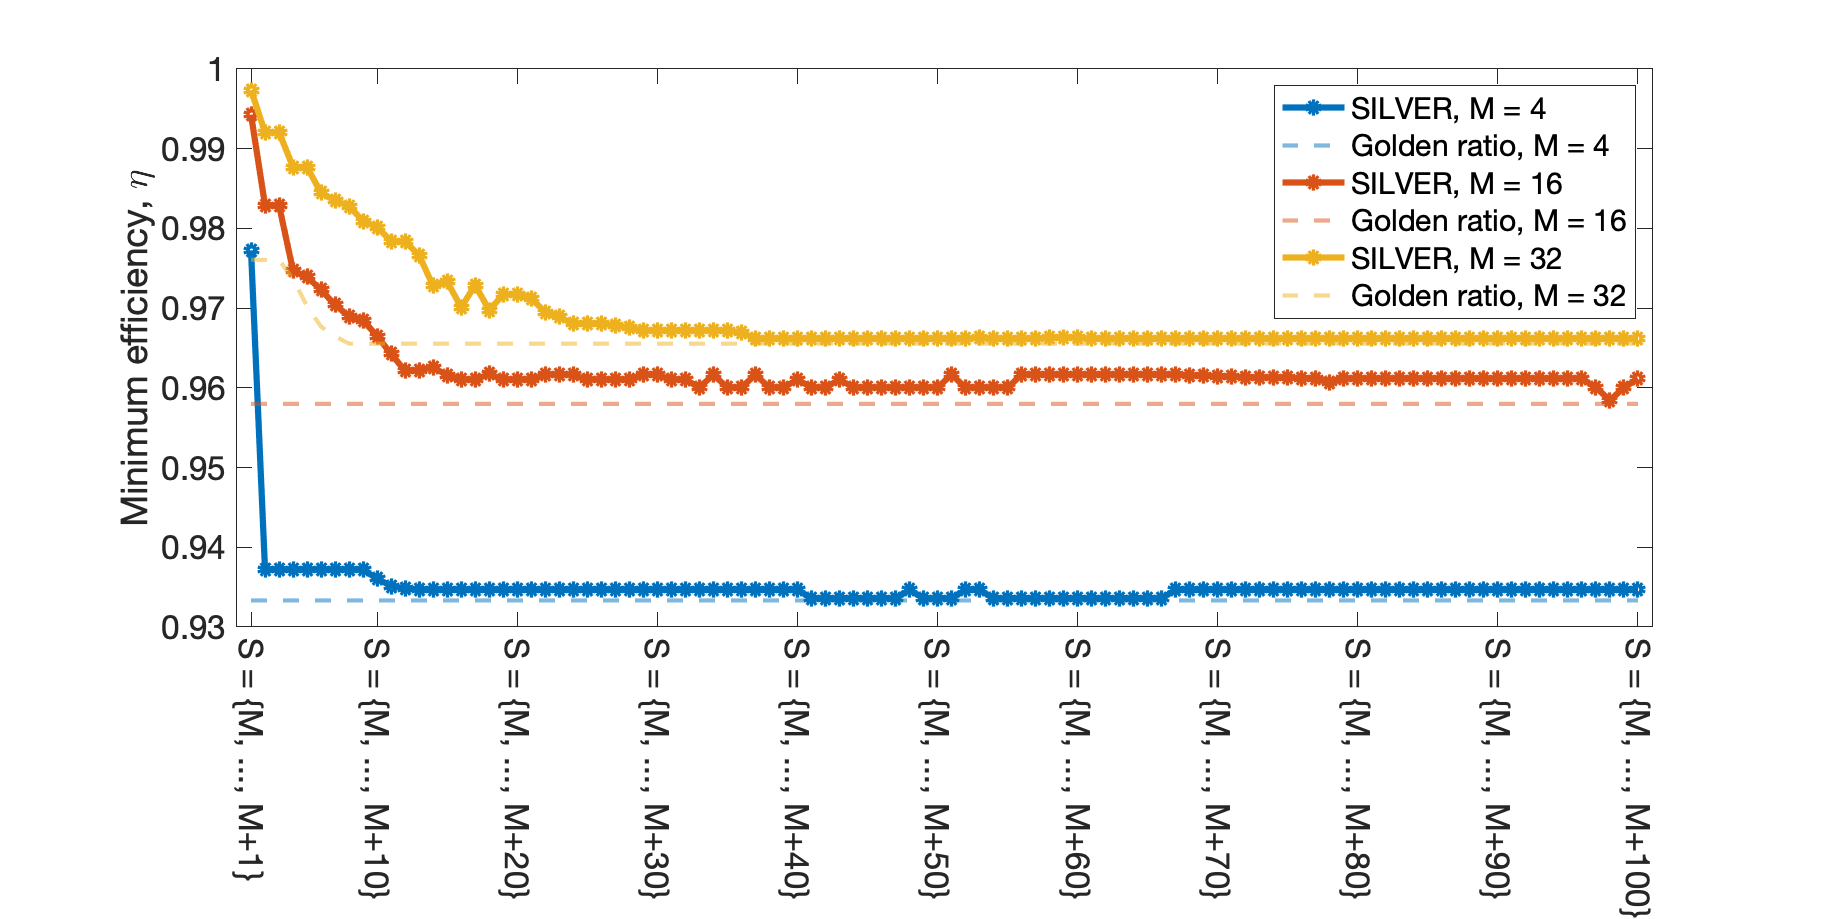 1
0.99
0.98
0.97
0.96
0.95
0.94
0.93
Minimum efficiency, η
SILVER, M = 4
Golden ratio, M = 4
SILVER, M = 16
Golden ratio, M = 16
SILVER, M = 32
Golden ratio, M = 32
S = {M, ..., M+1}
S = {M, ..., M+10}
S = {M, ..., M+20}
S = {M, ..., M+30}
S = {M, ..., M+40}
S = {M, ..., M+50}
S = {M, ..., M+60}
S = {M, ..., M+70}
S = {M, ..., M+80}
S = {M, ..., M+90}
S = {M, ..., M+100}